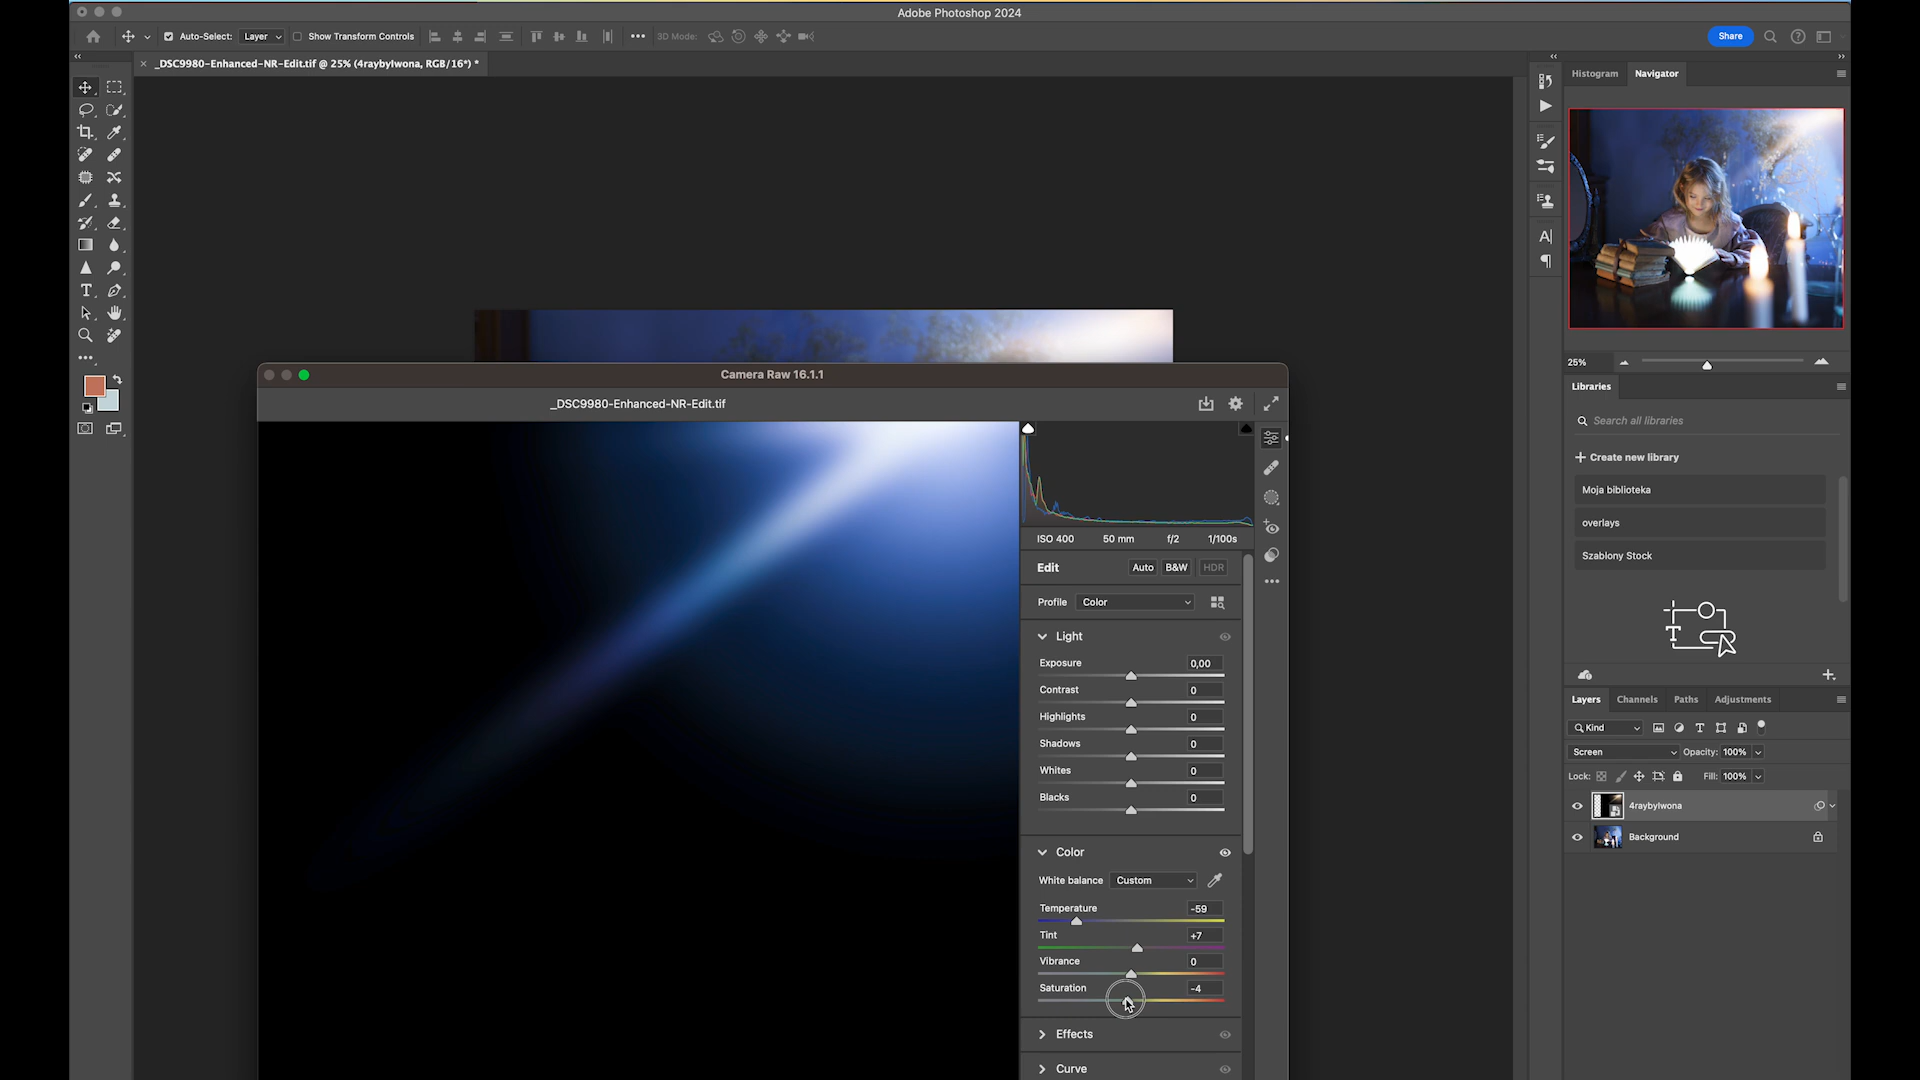 Adobe Photoshop 2024
Auto-Select: Layer Show Transform Controls 3D Mode: Share
_DSC9980-Enhanced-NR-Edit.tif @ 25% (4raybyIwona, RGB/16*) *
Histogram Navigator
25%
Libraries
Search all libraries
Create new library
Moja biblioteka
overlays
Szablony Stock
Layers Channels Paths Adjustments
Kind
Screen Opacity: 100%
Lock: Fill: 100%
4raybyIwona
Background
Camera Raw 16.1.1
_DSC9980-Enhanced-NR-Edit.tif
ISO 400 50 mm f/2 1/100s
Edit Auto B&W HDR
Profile Color
Light
Exposure 0,00
Contrast 0
Highlights 0
Shadows 0
Whites 0
Blacks 0
Color
White balance Custom
Temperature -59
Tint +7
Vibrance 0
Saturation -4
Effects
Curve